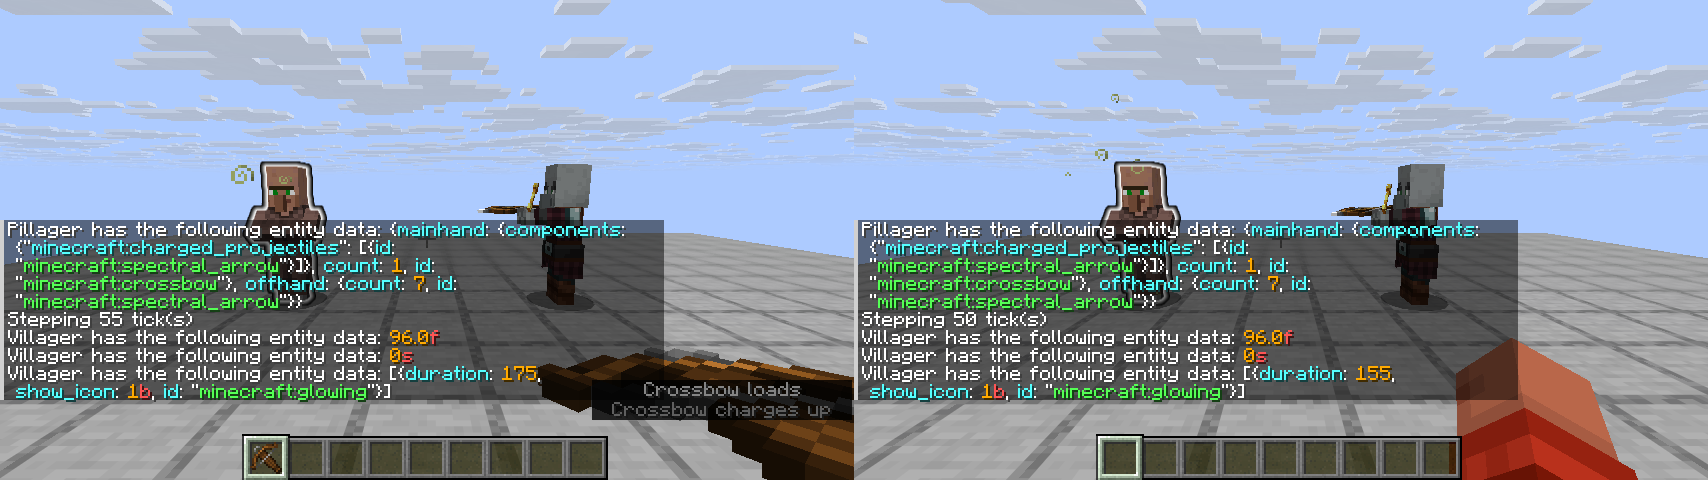 Pillager has the following entity data: {mainhand: {components:
{"minecraft:charged_projectiles": [{id:
"minecraft:spectral_arrow"}]}, count: 1, id:
"minecraft:crossbow"}, offhand: {count: 7, id:
"minecraft:spectral_arrow"}}
Stepping 55 tick(s)
Villager has the following entity data: 96.0f
Villager has the following entity data: 0s
Villager has the following entity data: [{duration: 175,
show_icon: 1b, id: "minecraft:glowing"}]
Crossbow loads
Crossbow charges up
Pillager has the following entity data: {mainhand: {components:
{"minecraft:charged_projectiles": [{id:
"minecraft:spectral_arrow"}]}, count: 1, id:
"minecraft:crossbow"}, offhand: {count: 7, id:
"minecraft:spectral_arrow"}}
Stepping 50 tick(s)
Villager has the following entity data: 96.0f
Villager has the following entity data: 0s
Villager has the following entity data: [{duration: 155,
show_icon: 1b, id: "minecraft:glowing"}]